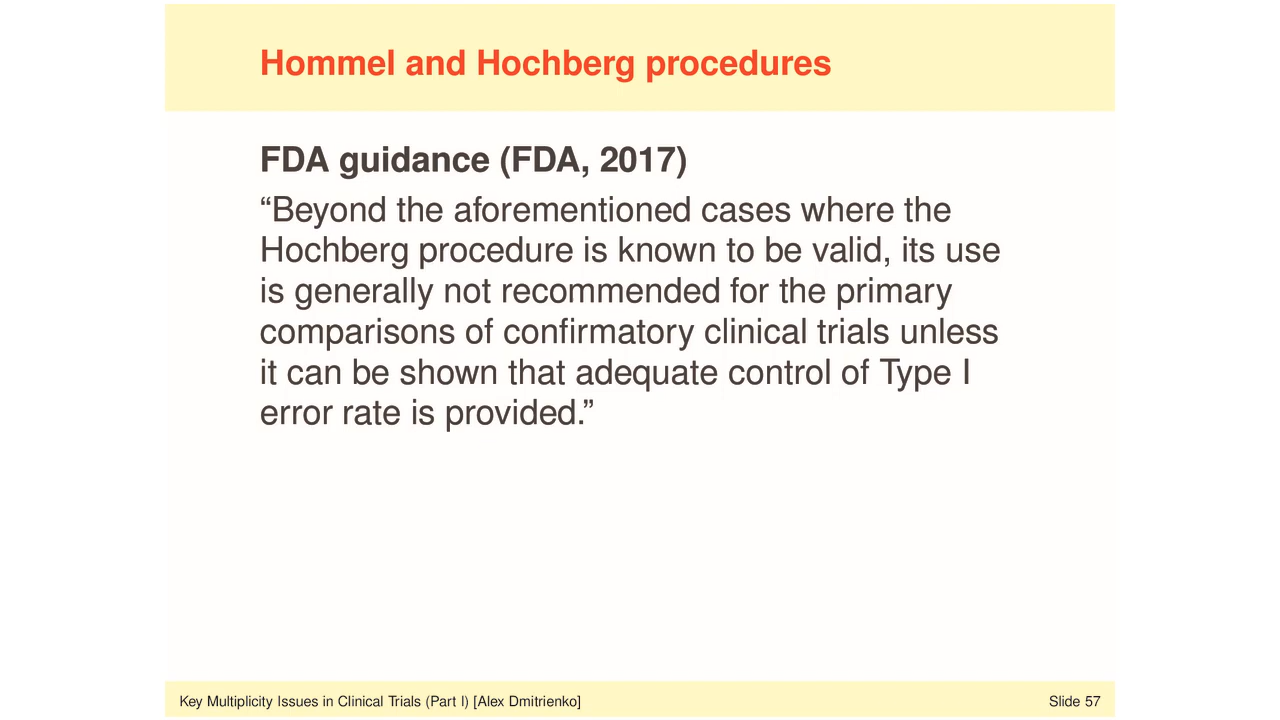 Hommel and Hochberg procedures
FDA guidance (FDA, 2017)
“Beyond the aforementioned cases where the
Hochberg procedure is known to be valid, its use
is generally not recommended for the primary
comparisons of confirmatory clinical trials unless
it can be shown that adequate control of Type I
error rate is provided.”
Key Multiplicity Issues in Clinical Trials (Part I) [Alex Dmitrienko]
Slide 57